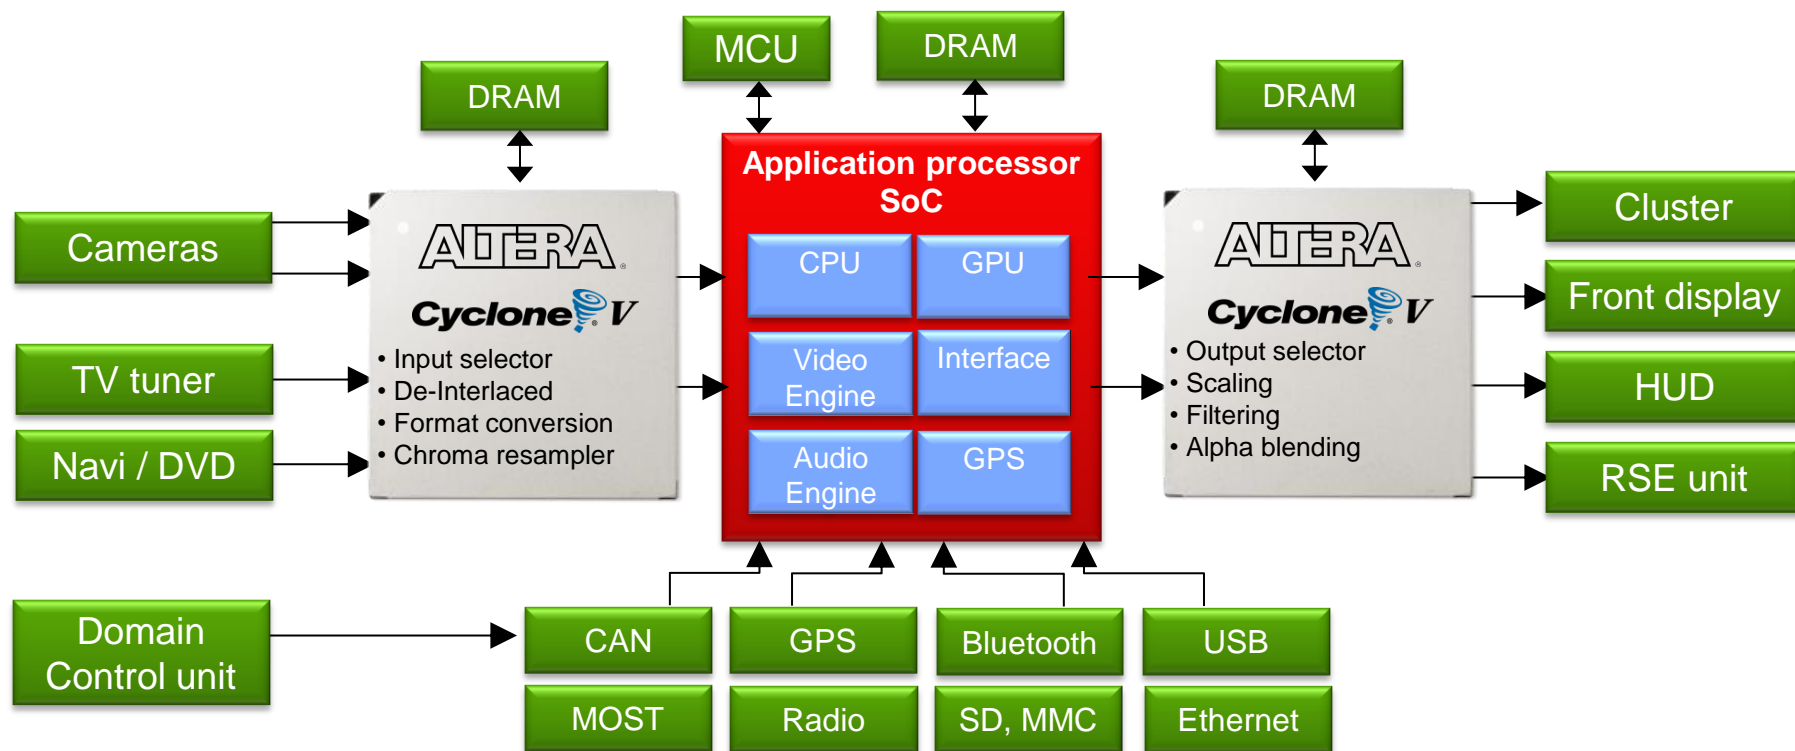 MCU
DRAM
DRAM
DRAM
Application processor
SoC
Cameras
TV tuner
Navi / DVD
ALTERA®
Cyclone® V
• Input selector
• De-Interlaced
• Format conversion
• Chroma resampler
CPU
GPU
Video
Engine
Interface
Audio
Engine
GPS
ALTERA®
Cyclone® V
• Output selector
• Scaling
• Filtering
• Alpha blending
Cluster
Front display
HUD
RSE unit
Domain
Control unit
CAN
GPS
Bluetooth
USB
MOST
Radio
SD, MMC
Ethernet